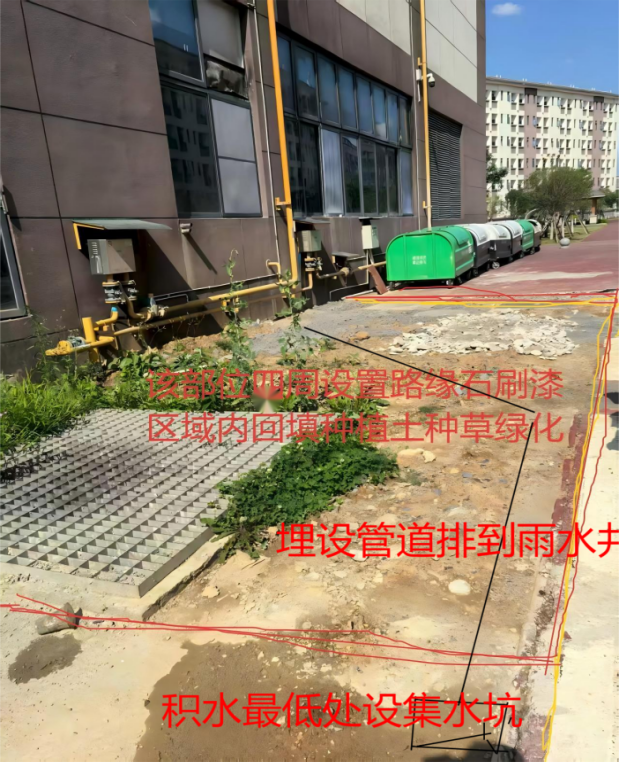 该部位四周设置路缘石刷漆
区域内回填种植土种草绿化
埋设管道排到雨水井
积水最低处设集水坑